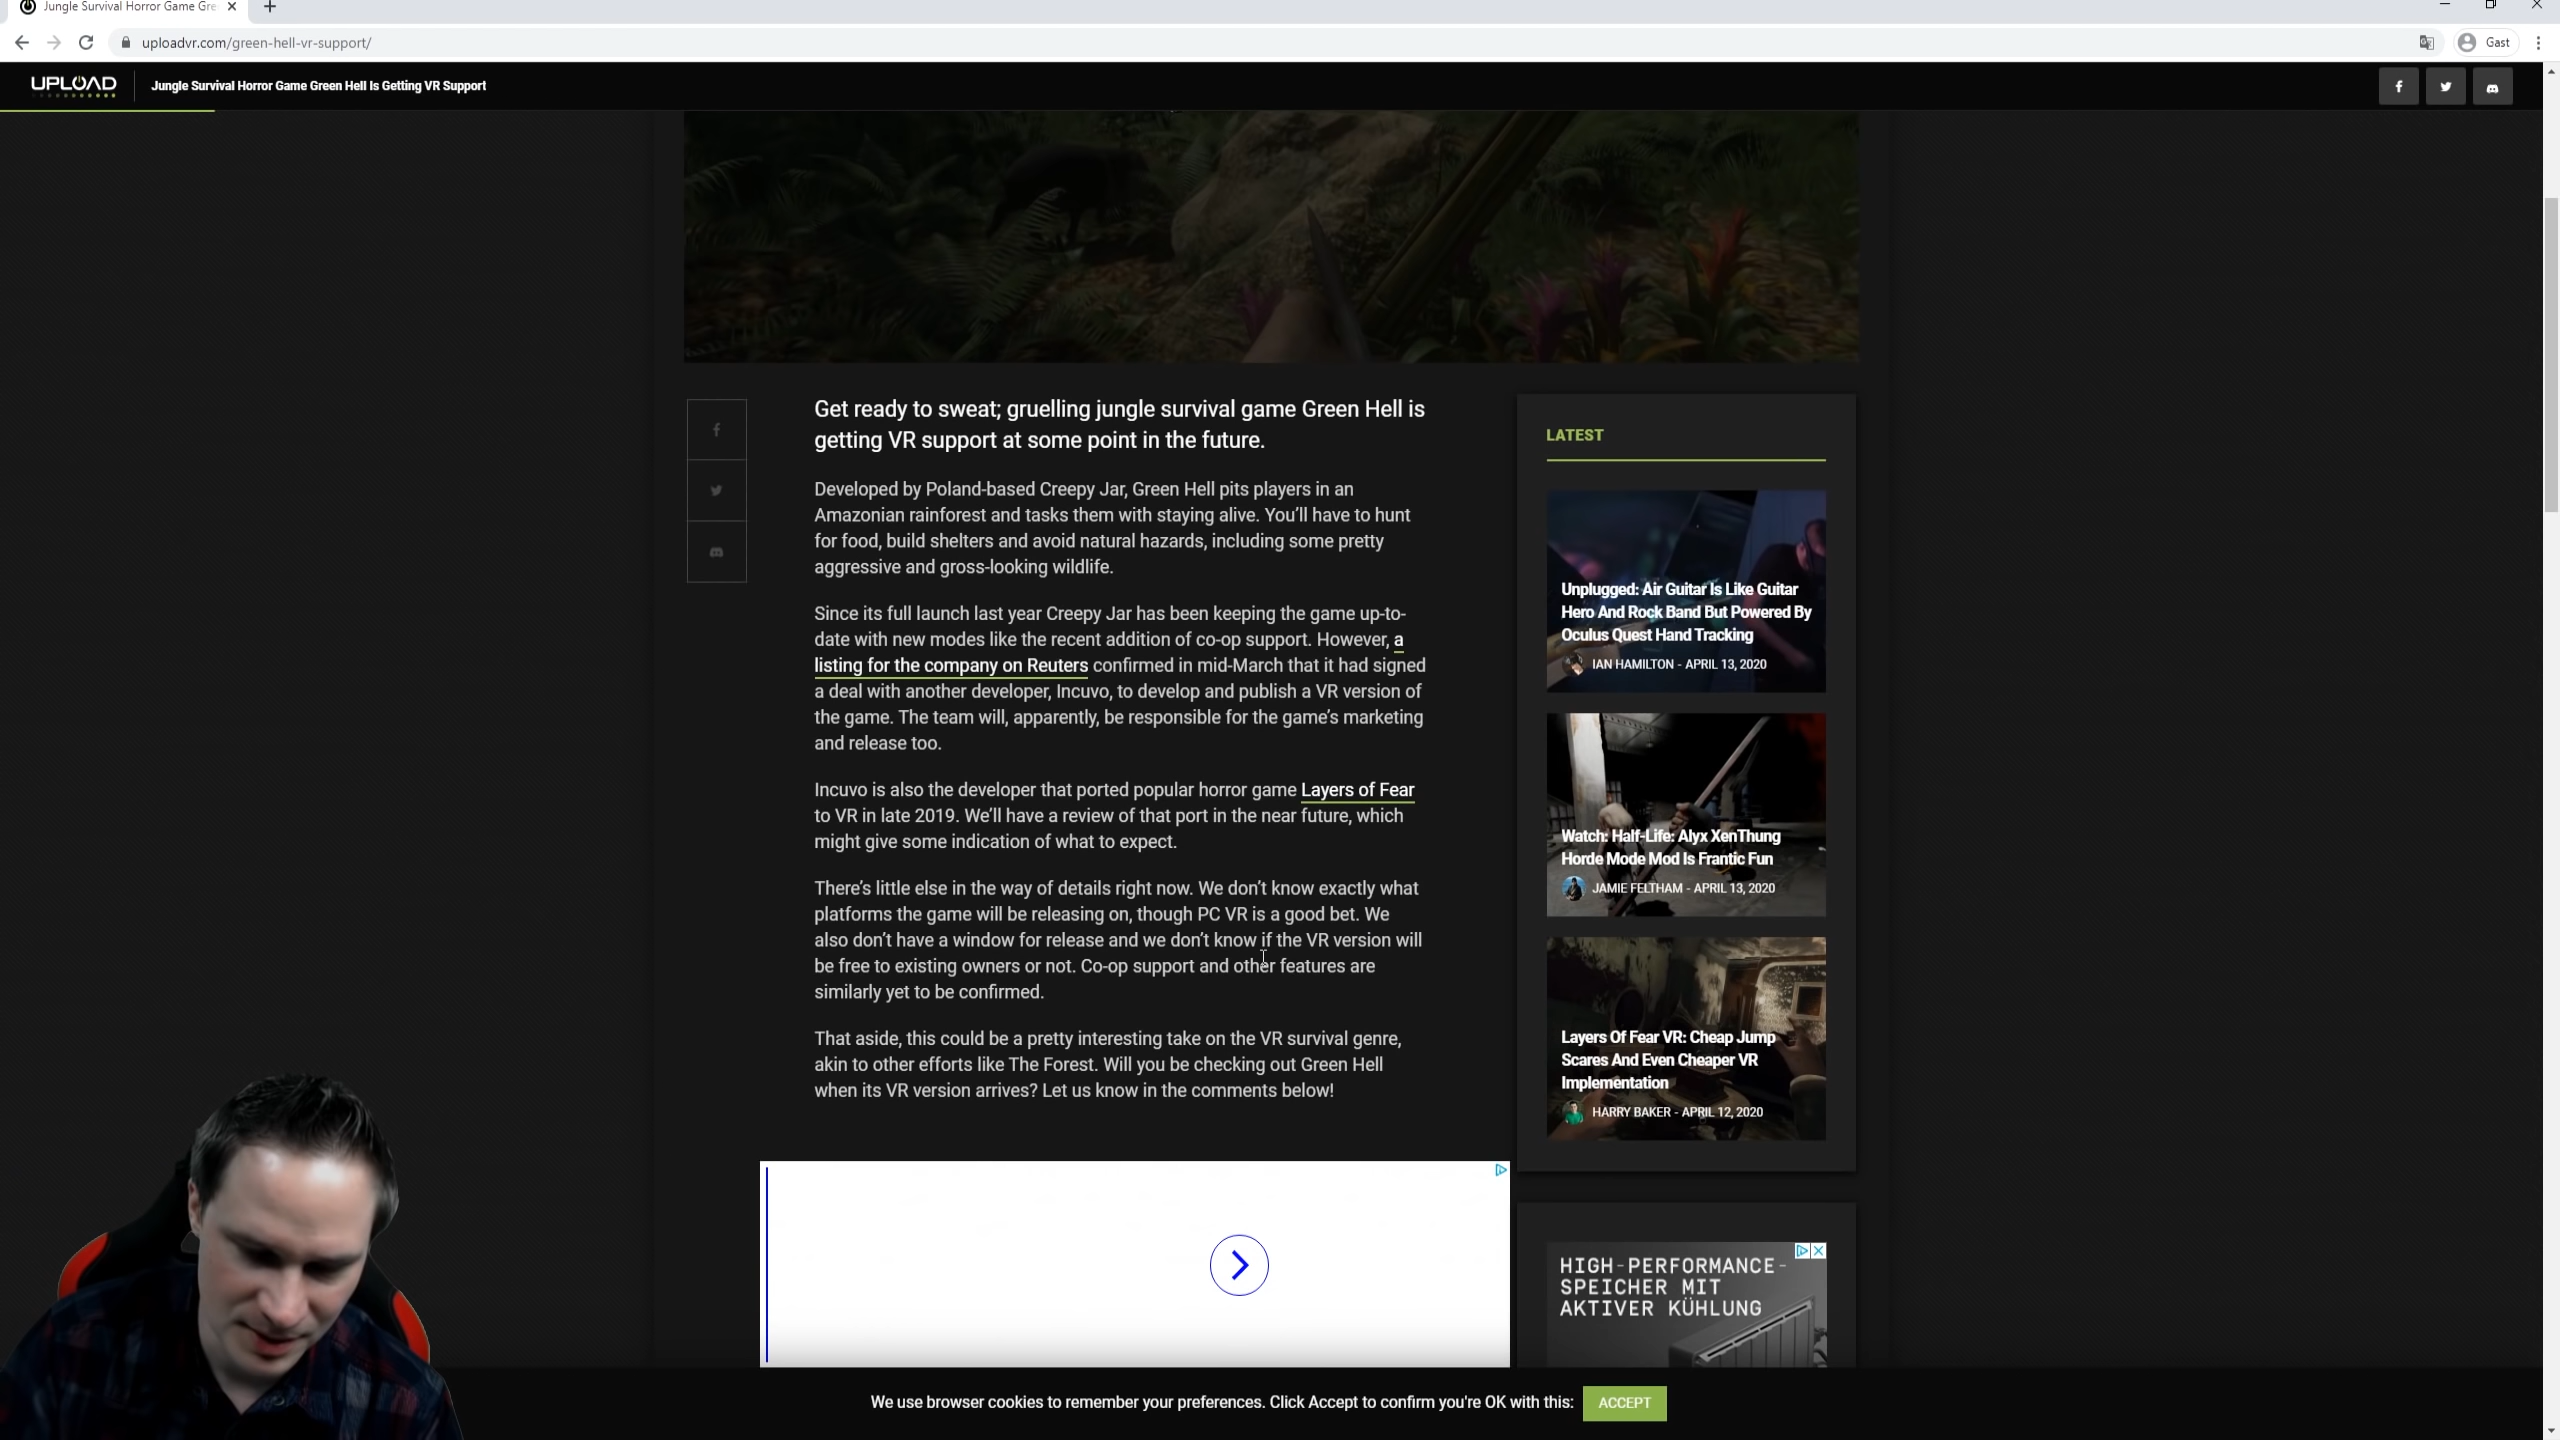 Jungle Survival Horror Game Gre
uploadvr.com/green-hell-vr-support/
Gast
UPLOAD
Jungle Survival Horror Game Green Hell Is Getting VR Support
Get ready to sweat; gruelling jungle survival game Green Hell is
getting VR support at some point in the future.
Developed by Poland-based Creepy Jar, Green Hell pits players in an
Amazonian rainforest and tasks them with staying alive. You’ll have to hunt
for food, build shelters and avoid natural hazards, including some pretty
aggressive and gross-looking wildlife.
Since its full launch last year Creepy Jar has been keeping the game up-to-
date with new modes like the recent addition of co-op support. However, a
listing for the company on Reuters confirmed in mid-March that it had signed
a deal with another developer, Incuvo, to develop and publish a VR version of
the game. The team will, apparently, be responsible for the game’s marketing
and release too.
Incuvo is also the developer that ported popular horror game Layers of Fear
to VR in late 2019. We’ll have a review of that port in the near future, which
might give some indication of what to expect.
There’s little else in the way of details right now. We don’t know exactly what
platforms the game will be releasing on, though PC VR is a good bet. We
also don’t have a window for release and we don’t know if the VR version will
be free to existing owners or not. Co-op support and other features are
similarly yet to be confirmed.
That aside, this could be a pretty interesting take on the VR survival genre,
akin to other efforts like The Forest. Will you be checking out Green Hell
when its VR version arrives? Let us know in the comments below!
LATEST
Unplugged: Air Guitar Is Like Guitar
Hero And Rock Band But Powered By
Oculus Quest Hand Tracking
IAN HAMILTON - APRIL 13, 2020
Watch: Half-Life: Alyx XenThung
Horde Mode Mod Is Frantic Fun
JAMIE FELTHAM - APRIL 13, 2020
Layers Of Fear VR: Cheap Jump
Scares And Even Cheaper VR
Implementation
HARRY BAKER - APRIL 12, 2020
HIGH-PERFORMANCE-
SPEICHER MIT
AKTIVER KÜHLUNG
We use browser cookies to remember your preferences. Click Accept to confirm you're OK with this:
ACCEPT